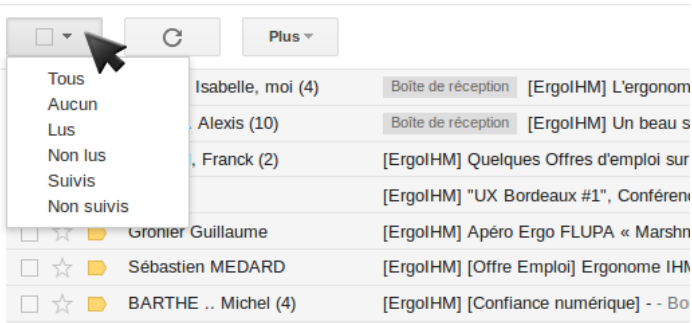 Plus
Tous
Aucun
Lus
Non lus
Suivis
Non suivis
Isabelle, moi (4) Boîte de réception [ErgoIHM] L'ergonom
. Alexis (10) Boîte de réception [ErgoIHM] Un beau s
, Franck (2) [ErgoIHM] Quelques Offres d'emploi sur
[ErgoIHM] "UX Bordeaux #1", Conféren
Gronier Guillaume [ErgoIHM] Apéro Ergo FLUPA « Marshm
Sébastien MEDARD [ErgoIHM] [Offre Emploi] Ergonome IHM
BARTHE .. Michel (4) [ErgoIHM] [Confiance numérique] - - Bo